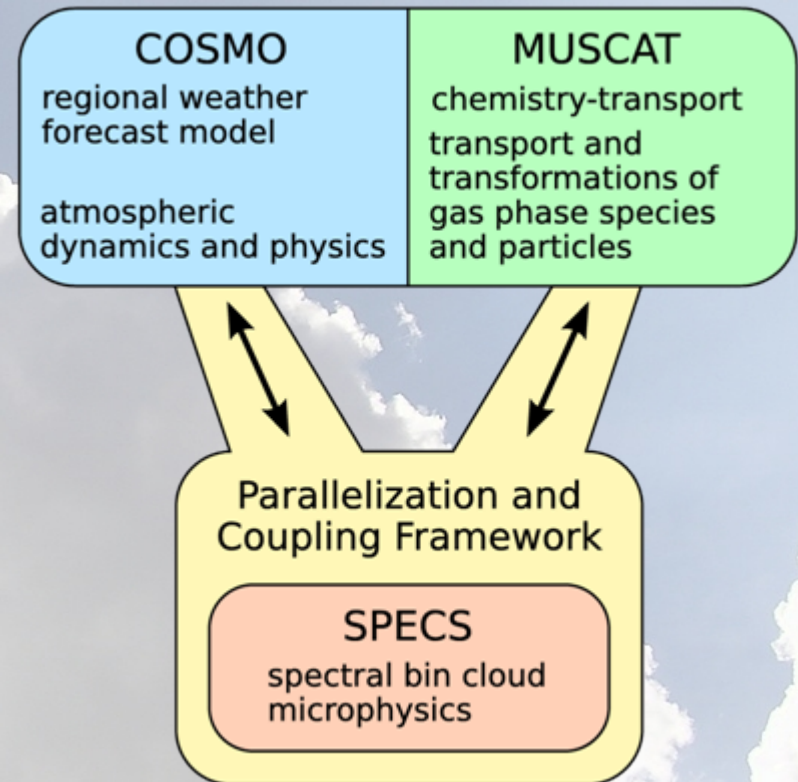 COSMO
regional weather
forecast model
atmospheric
dynamics and physics
MUSCAT
chemistry-transport
transport and
transformations of
gas phase species
and particles
Parallelization and
Coupling Framework
SPECS
spectral bin cloud
microphysics